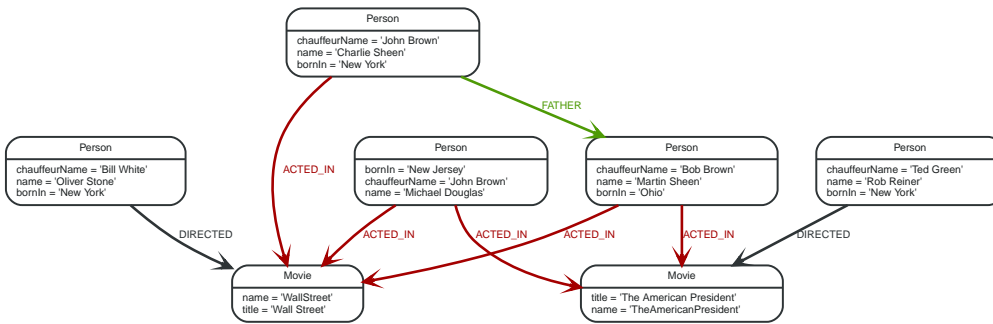 Person
chauffeurName = 'John Brown'
name = 'Charlie Sheen'
bornIn = 'New York'
FATHER
Person
chauffeurName = 'Bill White'
name = 'Oliver Stone'
bornIn = 'New York'
ACTED_IN
Person
bornIn = 'New Jersey'
chauffeurName = 'John Brown'
name = 'Michael Douglas'
Person
chauffeurName = 'Bob Brown'
name = 'Martin Sheen'
bornIn = 'Ohio'
Person
chauffeurName = 'Ted Green'
name = 'Rob Reiner'
bornIn = 'New York'
DIRECTED
ACTED_IN
ACTED_IN
ACTED_IN
ACTED_IN
DIRECTED
Movie
name = 'WallStreet'
title = 'Wall Street'
Movie
title = 'The American President'
name = 'TheAmericanPresident'